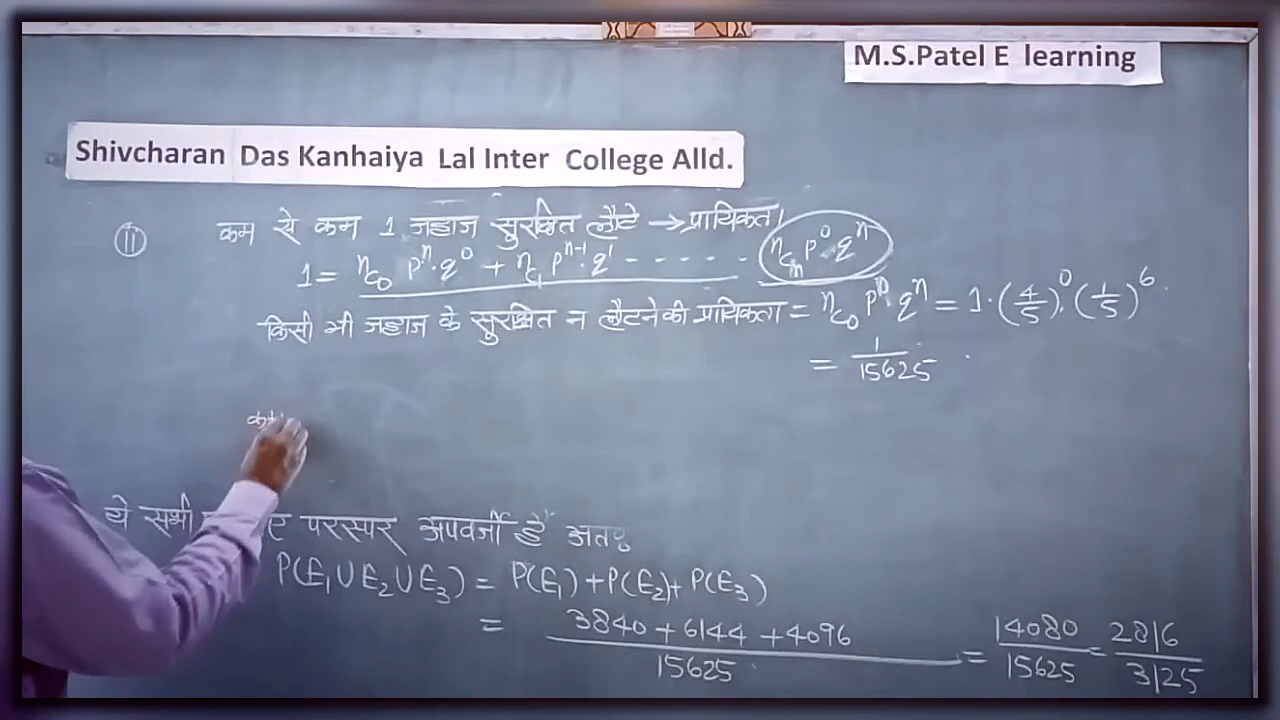 M.S.Patel E learning
Shivcharan Das Kanhaiya Lal Inter College Alld.
(11) कम से कम 1 जहाज सुरक्षित लौटे → प्रायिकता
1 = ⁿC₀ pⁿ·q⁰ + ⁿC₁ pⁿ⁻¹·q¹ - - - - - ⁿCₙ p⁰·qⁿ
किसी भी जहाज के सुरक्षित न लौटने की प्रायिकता = ⁿC₀ p⁰ qⁿ = 1·(4/5)⁰·(1/5)⁶
= 1/15625
ये सभी परस्पर अपवर्जी हैं अतः
P(E₁∪E₂∪E₃) = P(E₁)+P(E₂)+P(E₃)
= (3840+6144+4096)/15625 = 14080/15625 = 2816/3125